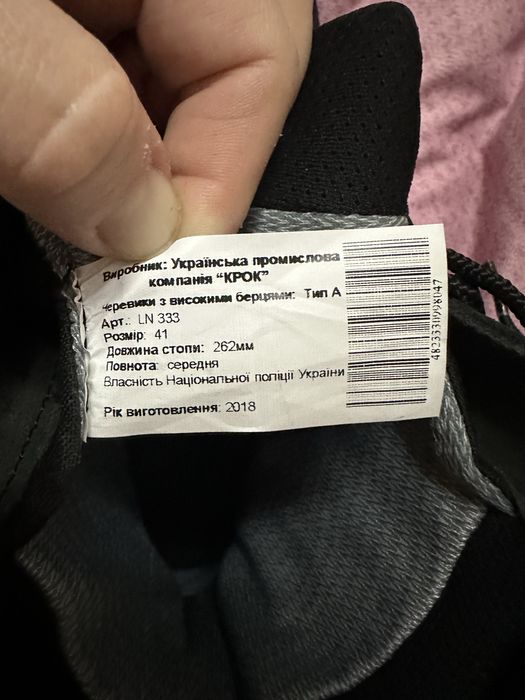 Виробник: Українська промислова
компанія “КРОК”
Черевики з високими берцями: Тип А
Арт.: LN 333
Розмір: 41
Довжина стопи: 262мм
Повнота: середня
Власність Національної поліції України
Рік виготовлення: 2018